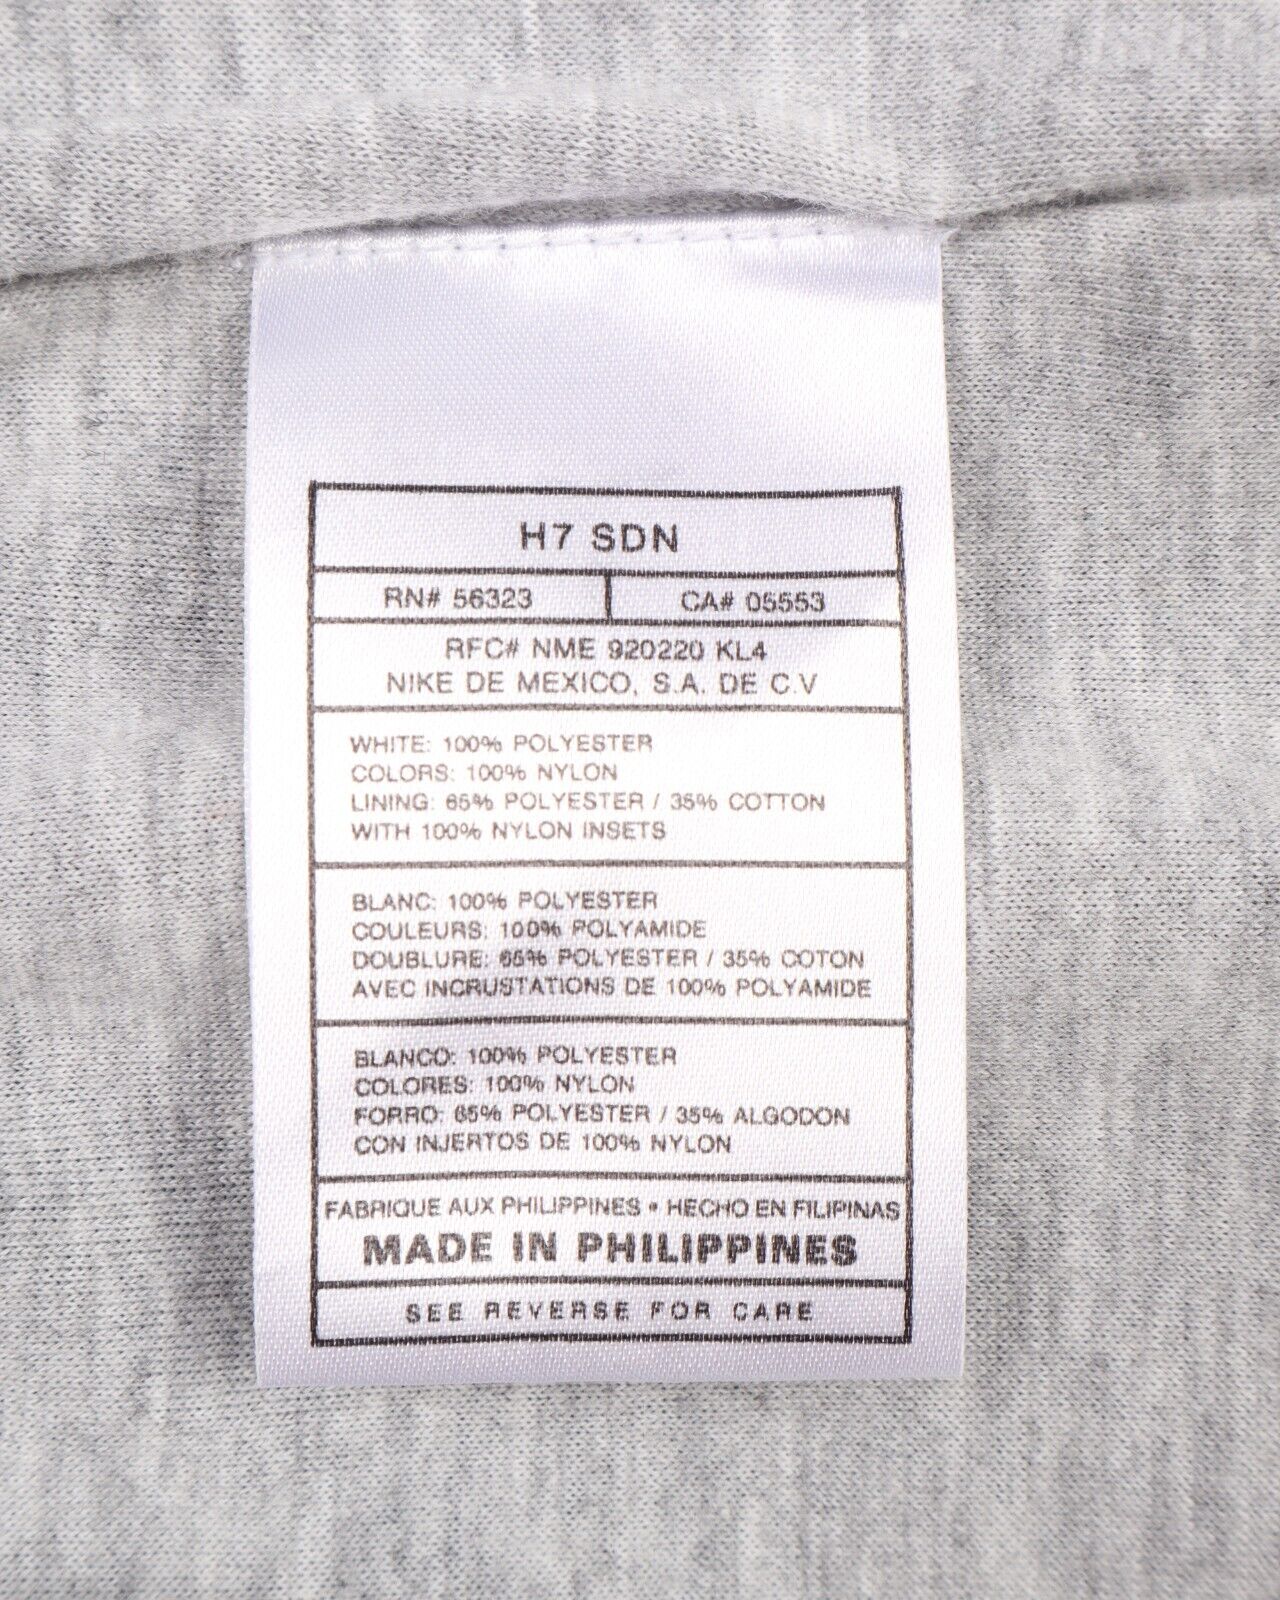 H7 SDN
RN# 56323 CA# 05553
RFC# NME 920220 KL4
NIKE DE MEXICO, S.A. DE C.V
WHITE: 100% POLYESTER
COLORS: 100% NYLON
LINING: 65% POLYESTER / 35% COTTON
WITH 100% NYLON INSETS
BLANC: 100% POLYESTER
COULEURS: 100% POLYAMIDE
DOUBLURE: 65% POLYESTER / 35% COTON
AVEC INCRUSTATIONS DE 100% POLYAMIDE
BLANCO: 100% POLYESTER
COLORES: 100% NYLON
FORRO: 65% POLYESTER / 35% ALGODON
CON INJERTOS DE 100% NYLON
FABRIQUE AUX PHILIPPINES • HECHO EN FILIPINAS
MADE IN PHILIPPINES
SEE REVERSE FOR CARE